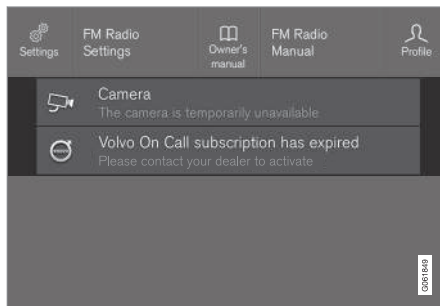 Settings
FM Radio
Settings
Owner's
manual
FM Radio
Manual
Profile
Camera
The camera is temporarily unavailable
Volvo On Call subscription has expired
Please contact your dealer to activate
G061849